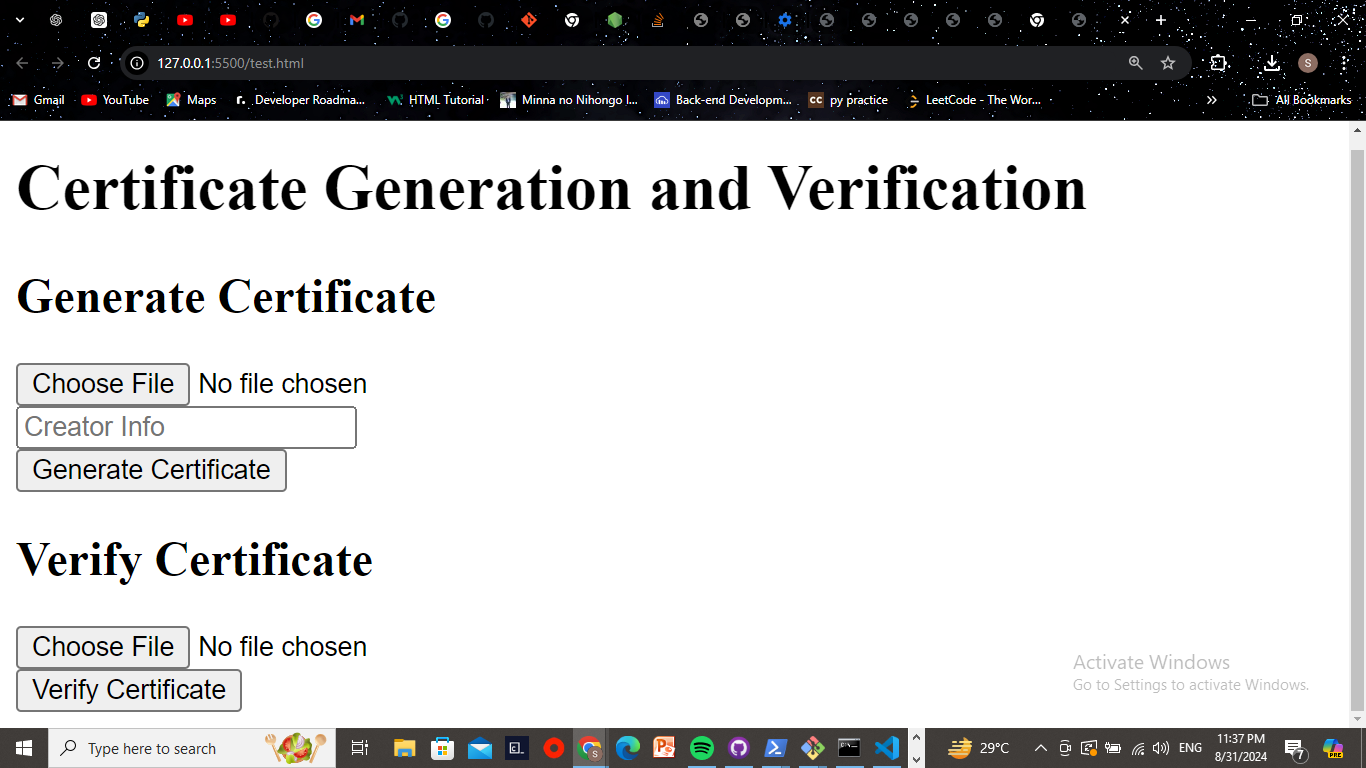 127.0.0.1:5500/test.html
S
Gmail
YouTube
Maps
r. Developer Roadma...
HTML Tutorial
Minna no Nihongo I...
Back-end Developm...
CC py practice
LeetCode - The Wor...
»
All Bookmarks
Certificate Generation and Verification
Generate Certificate
Choose File No file chosen
Creator Info
Generate Certificate
Verify Certificate
Choose File No file chosen
Verify Certificate
Activate Windows
Go to Settings to activate Windows.
Type here to search
29°C
ENG
11:37 PM
8/31/2024
7
PRE